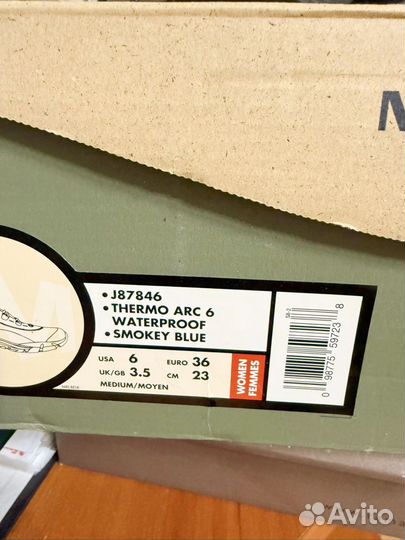 M
• J87846
• THERMO ARC 6
WATERPROOF
• SMOKEY BLUE
USA 6 EURO 36
UK/GB 3.5 CM 23
MEDIUM/MOYEN
WOMEN
FEMMES
0 98775 59723 8
Avito